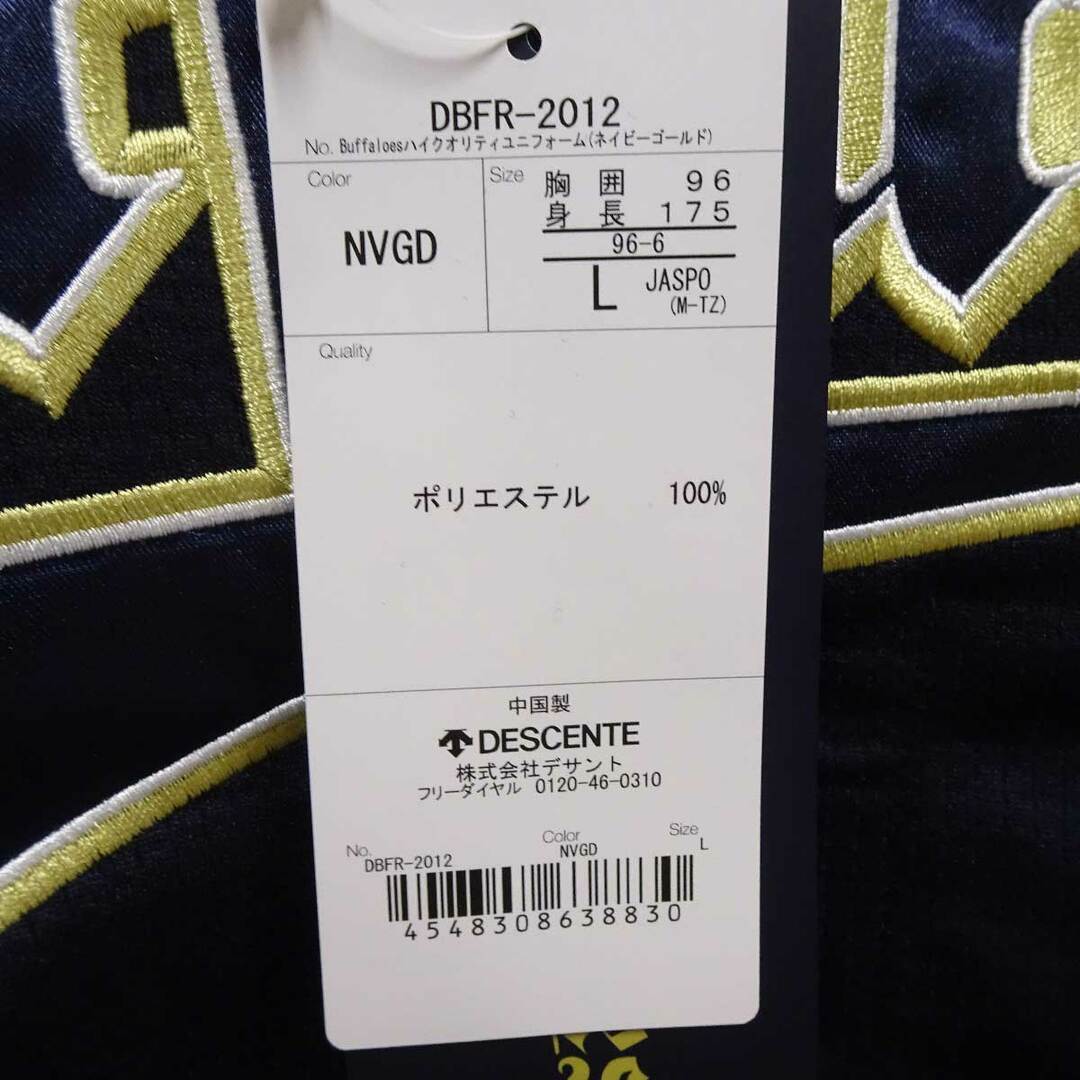 DBFR-2012
No. Buffaloesハイクオリティユニフォーム(ネイビーゴールド)
Color
NVGD
Size
胸 囲 96
身 長 175
96-6
L JASPO
(M-TZ)
Quality
ポリエステル 100%
中国製
DESCENTE
株式会社デサント
フリーダイヤル 0120-46-0310
No. DBFR-2012
Color NVGD
Size L
4548308638830